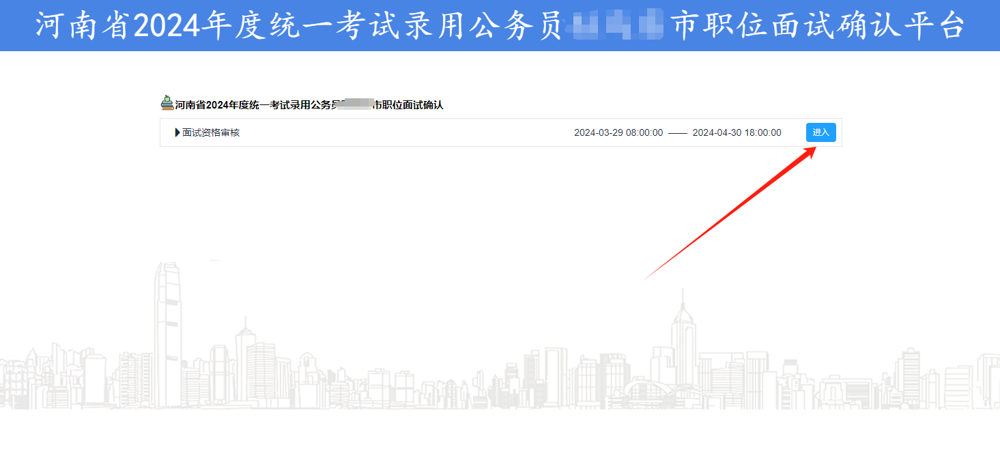 河南省2024年度统一考试录用公务员 市职位面试确认平台
河南省2024年度统一考试录用公务员 市职位面试确认
面试资格审核 2024-03-29 08:00:00 —— 2024-04-30 18:00:00 进入